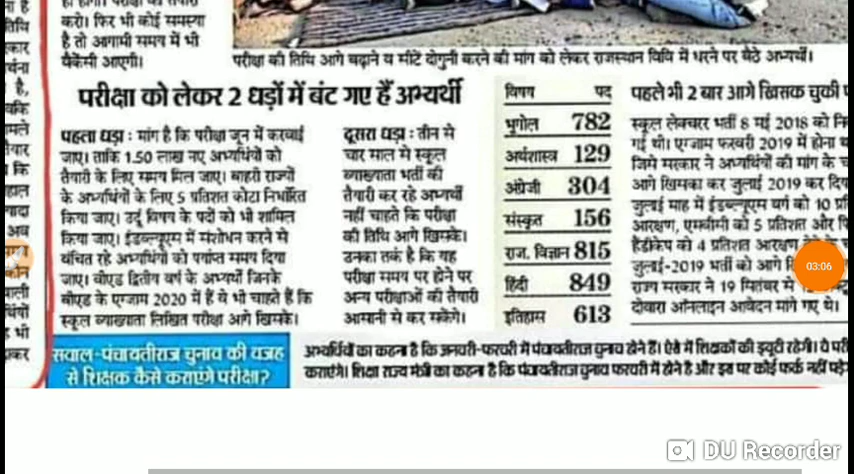 करो। फिर भी कोई समस्या
है तो आगामी समय में भी
वैकेंसी आएगी।
परीक्षा की तिथि आगे बढ़ाने व सीटें दोगुनी करने की मांग को लेकर राजस्थान विवि में धरने पर बैठे अभ्यर्थी।
परीक्षा को लेकर 2 धड़ों में बंट गए हैं अभ्यर्थी
पहला धड़ा : मांग है कि परीक्षा जून में करवाई
जाए। ताकि 1.50 लाख नए अभ्यर्थियों को
तैयारी के लिए समय मिल जाए। बाहरी राज्यों
के अभ्यर्थियों के लिए 5 प्रतिशत कोटा निर्धारित
किया जाए। उर्दू विषय के पदों को भी शामिल
किया जाए। ईडब्ल्यूएस में संशोधन करने से
वंचित रहे अभ्यर्थियों को पर्याप्त समय दिया
जाए। बीएड द्वितीय वर्ष के अभ्यर्थी जिनके
बीएड के एग्जाम 2020 में हैं वे भी चाहते हैं कि
स्कूल व्याख्याता लिखित परीक्षा आगे खिसके।
दूसरा धड़ा : तीन से
चार साल से स्कूल
व्याख्याता भर्ती की
तैयारी कर रहे अभ्यर्थी
नहीं चाहते कि परीक्षा
की तिथि आगे खिसके।
उनका तर्क है कि यह
परीक्षा समय पर होने पर
अन्य परीक्षाओं की तैयारी
आसानी से कर सकेंगे।
विषय पद
भूगोल 782
अर्थशास्त्र 129
अंग्रेजी 304
संस्कृत 156
राज. विज्ञान 815
हिंदी 849
इतिहास 613
पहले भी 2 बार आगे खिसक चुकी
स्कूल लेक्चरर भर्ती 8 मई 2018 को
गई थी। एग्जाम फरवरी 2019 में होना
जिसे सरकार ने अभ्यर्थियों की मांग के
आगे खिसका कर जुलाई 2019 कर
जुलाई माह में ईडब्ल्यूएस वर्ग को 10
आरक्षण, एमबीसी को 5 प्रतिशत और
हैंडीकेप को 4 प्रतिशत आरक्षण
जुलाई-2019 भर्ती को आगे
राज्य सरकार ने 19 सितंबर से
दोबारा ऑनलाइन आवेदन मांगे गए थे।
03:06
सवाल-पंचायतीराज चुनाव की वजह
से शिक्षक कैसे कराएंगे परीक्षा?
अभ्यर्थियों का कहना है कि जनवरी-फरवरी में पंचायतीराज चुनाव होने हैं। ऐसे में शिक्षकों की ड्यूटी रहेगी। ये
कराएंगे। शिक्षा राज्य मंत्री का कहना है कि पंचायतीराज चुनाव फरवरी में होने है और इस पर कोई फर्क नहीं
DU Recorder